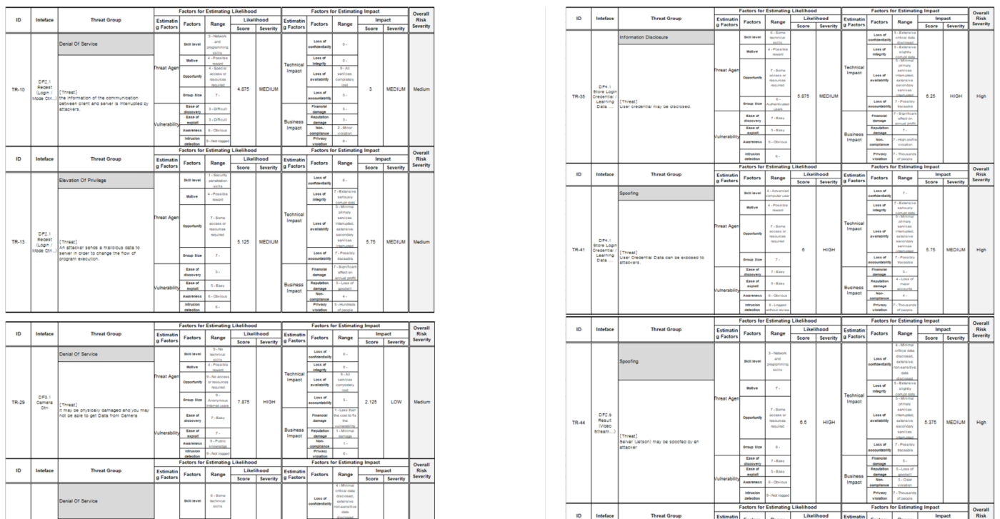 ID Inteface Threat Group Factors for Estimating Likelihood Factors for Estimating Impact Overall Risk Severity
Estimatin g Factors Factors Range Likelihood Estimatin g Factors Factors Range Impact
Score Severity Score Severity
TR-10
DF2.1
(Login /
Denial Of Service
[Threat]
the information of the communication
between client and server is interrupted by
attackers.
Threat Agen
Skill level 3 - Network and programming skills
Motive 4 - Possible reward
Opportunity 4 - Special access or resources required
Group Size 7 -
Vulnerability
Ease of discovery 3 - Difficult
Ease of exploit 3 - Difficult
Awareness 6 - Obvious
Intrusion detection 9 - Not logged
4.875 MEDIUM
Technical Impact
Loss of confidentiality 0 -
Loss of integrity 0 -
Loss of availability 9 - All services completely lost
Loss of accountability 5 -
Business Impact
Financial damage 5 -
Reputation damage 3 -
Non-compliance 2 - Minor violation
Privacy violation 0 -
3 MEDIUM Medium
ID Inteface Threat Group Factors for Estimating Likelihood Factors for Estimating Impact Overall Risk Severity
Estimatin g Factors Factors Range Likelihood Estimatin g Factors Factors Range Impact
Score Severity Score Severity
TR-13
DF2.1
(Login /
Elevation Of Privilege
[Threat]
An attacker sends a malicious data to
server in order to change the flow of
program execution.
Threat Agen
Skill level 1 - Security penetration skills
Motive 4 - Possible reward
Opportunity 7 - Some access or resources required
Group Size 7 -
Vulnerability
Ease of discovery 5 -
Ease of exploit 5 - Easy
Awareness 6 - Obvious
Intrusion detection
5.125 MEDIUM
Technical Impact
Loss of confidentiality
Loss of integrity 7 - Extensive seriously corrupt data
Loss of availability 5 - Minimal primary services interrupted, extensive secondary services interrupted
Loss of accountability 7 - Possibly traceable
Business Impact
Financial damage 7 - Significant effect on annual profit
Reputation damage 5 - Loss of goodwill
Non-compliance 4 -
Privacy violation 5 - Hundreds of people
5.75 MEDIUM Medium
ID Inteface Threat Group Factors for Estimating Likelihood Factors for Estimating Impact Overall Risk Severity
Estimatin g Factors Factors Range Likelihood Estimatin g Factors Factors Range Impact
Score Severity Score Severity
TR-29
Camera
Ctrl
Denial Of Service
[Threat]
It may be physically damaged and you may
not be able to get Data from Camera
Threat Agen
Skill level 9 - No technical skills
Motive 4 - Possible reward
Opportunity 9 - No access or resources required
Group Size 9 - Anonymous internet users
Vulnerability
Ease of discovery 7 - Easy
Ease of exploit 7 -
Awareness 9 - Public knowledge
Intrusion detection 9 - Not logged
7.875 HIGH
Technical Impact
Loss of confidentiality 0 -
Loss of integrity 0 -
Loss of availability 9 - All services completely lost
Loss of accountability 5 -
Business Impact
Financial damage 1 - Less than the cost to fix the vulnerability
Reputation damage 1 - Minimal damage
Non-compliance 1 -
Privacy violation 0 -
2.125 LOW Medium
ID Inteface Threat Group Factors for Estimating Likelihood Factors for Estimating Impact Overall Risk Severity
Estimatin g Factors Factors Range Likelihood Estimatin g Factors Factors Range Impact
Score Severity Score Severity
Denial Of Service
Skill level 6 - Some technical skills
Loss of confidentiality 4 - Minimal critical data disclosed, extensive non-sensitive data disclosed
ID Inteface Threat Group Factors for Estimating Likelihood Factors for Estimating Impact Overall Risk Severity
Estimatin g Factors Factors Range Likelihood Estimatin g Factors Factors Range Impact
Score Severity Score Severity
TR-35
DF4.1
Store Login
Credential /
Learning
Data ...
Information Disclosure
[Threat]
User credential may be disclosed.
Threat Agen
Skill level 6 - Some technical skills
Motive 4 - Possible reward
Opportunity 7 - Some access or resources required
Group Size Authenticated users
Vulnerability
Ease of discovery 7 - Easy
Ease of exploit 5 - Easy
Awareness 6 - Obvious
Intrusion detection
5.875 MEDIUM
Technical Impact
Loss of confidentiality 5 - Extensive critical data disclosed
Loss of integrity 5 - Extensive slightly corrupt data
Loss of availability 5 - Minimal primary services interrupted, extensive secondary services interrupted
Loss of accountability 7 - Possibly traceable
Business Impact
Financial damage 7 - Significant effect on annual profit
Reputation damage 7 -
Non-compliance 7 - High profile violation
Privacy violation 7 - Thousands of people
6.25 HIGH High
ID Inteface Threat Group Factors for Estimating Likelihood Factors for Estimating Impact Overall Risk Severity
Estimatin g Factors Factors Range Likelihood Estimatin g Factors Factors Range Impact
Score Severity Score Severity
TR-41
DF4.1
Store Login
Credential /
Learning
Data ...
Spoofing
[Threat]
User Credential Data can be exposed to
attackers.
Threat Agen
Skill level 4 - Advanced computer user
Motive 4 - Possible reward
Opportunity 7 - Some access or resources required
Group Size 7 -
Vulnerability
Ease of discovery 7 - Easy
Ease of exploit 5 - Easy
Awareness 6 - Obvious
Intrusion detection 8 - Logged without review
6 HIGH
Technical Impact
Loss of confidentiality 7 -
Loss of integrity 7 - Extensive seriously corrupt data
Loss of availability 5 - Minimal primary services interrupted, extensive secondary services interrupted
Loss of accountability 7 - Possibly traceable
Business Impact
Financial damage 5 -
Reputation damage 4 - Loss of major accounts
Non-compliance 4 -
Privacy violation 7 - Thousands of people
5.75 MEDIUM High
ID Inteface Threat Group Factors for Estimating Likelihood Factors for Estimating Impact Overall Risk Severity
Estimatin g Factors Factors Range Likelihood Estimatin g Factors Factors Range Impact
Score Severity Score Severity
TR-44
Result
(Video
Stream...)
Spoofing
[Threat]
Server (Jetson) may be spoofed by an
attacker
Threat Agen
Skill level 3 - Network and programming skills
Motive 7 -
Opportunity 7 - Some access or resources required
Group Size
Vulnerability
Ease of discovery 7 - Easy
Ease of exploit 5 - Easy
Awareness 6 - Obvious
Intrusion detection 9 - Not logged
6.5 HIGH
Technical Impact
Loss of confidentiality 4 - Minimal critical data disclosed, extensive non-sensitive data disclosed
Loss of integrity 5 - Extensive slightly corrupt data
Loss of availability 5 - Minimal primary services interrupted, extensive secondary services interrupted
Loss of accountability 7 - Possibly traceable
Business Impact
Financial damage 5 -
Reputation damage 5 - Loss of goodwill
Non-compliance 5 - Clear violation
Privacy violation 7 - Thousands of people
5.375 MEDIUM High
ID Inteface Threat Group Factors for Estimating Likelihood Factors for Estimating Impact Overall Risk
Estimatin Likelihood Estimatin Impact